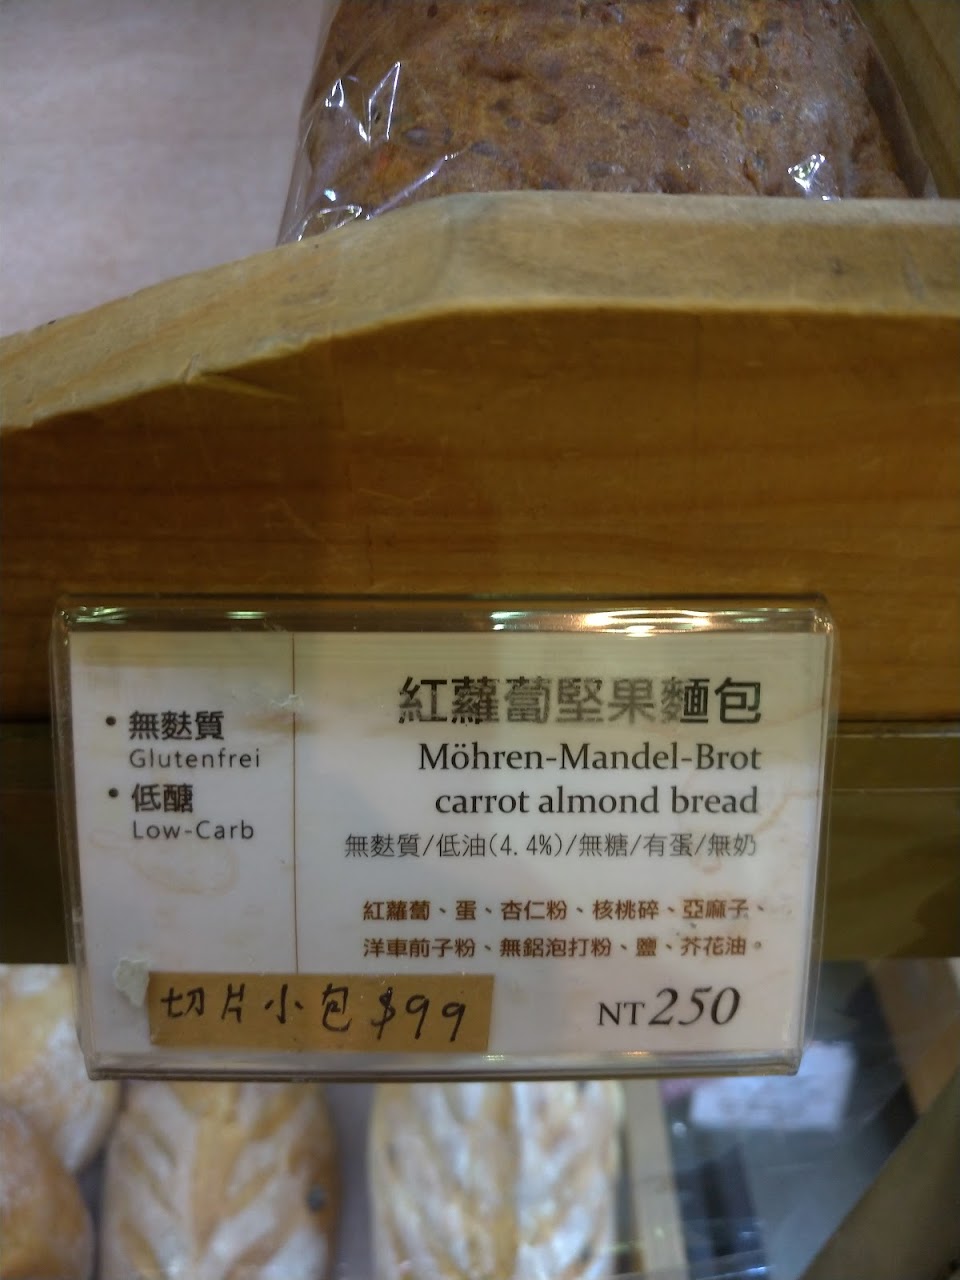 • 無麩質
Glutenfrei
• 低醣
Low-Carb
紅蘿蔔堅果麵包
Möhren-Mandel-Brot
carrot almond bread
無麩質/低油(4.4%)/無糖/有蛋/無奶
紅蘿蔔、蛋、杏仁粉、核桃碎、亞麻子、
洋車前子粉、無鋁泡打粉、鹽、芥花油。
切片小包 $99
NT 250